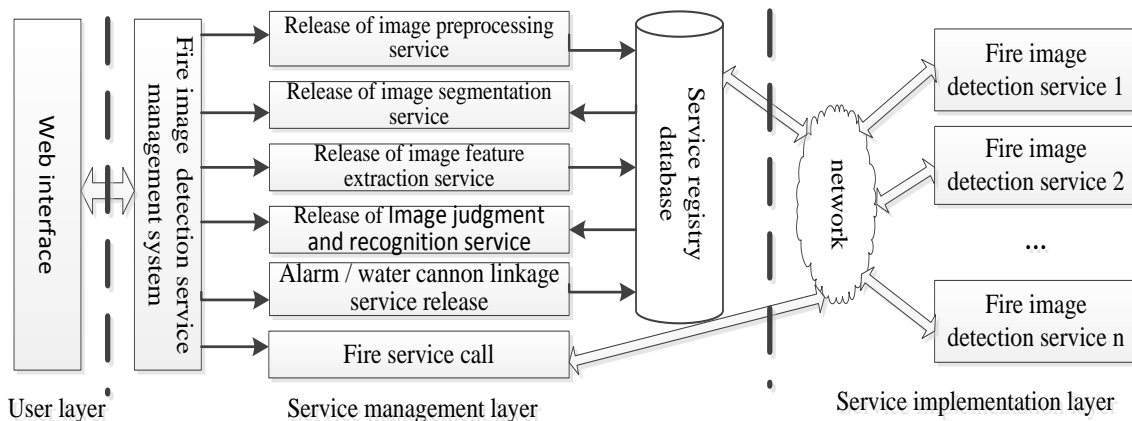 Web interface
Fire image detection service
management system
Release of image preprocessing
service
Release of image segmentation
service
Release of image feature
extraction service
Release of Image judgment
and recognition service
Alarm / water cannon linkage
service release
Fire service call
Service registry
database
network
Fire image
detection service 1
Fire image
detection service 2
...
Fire image
detection service n
User layer
Service management layer
Service implementation layer